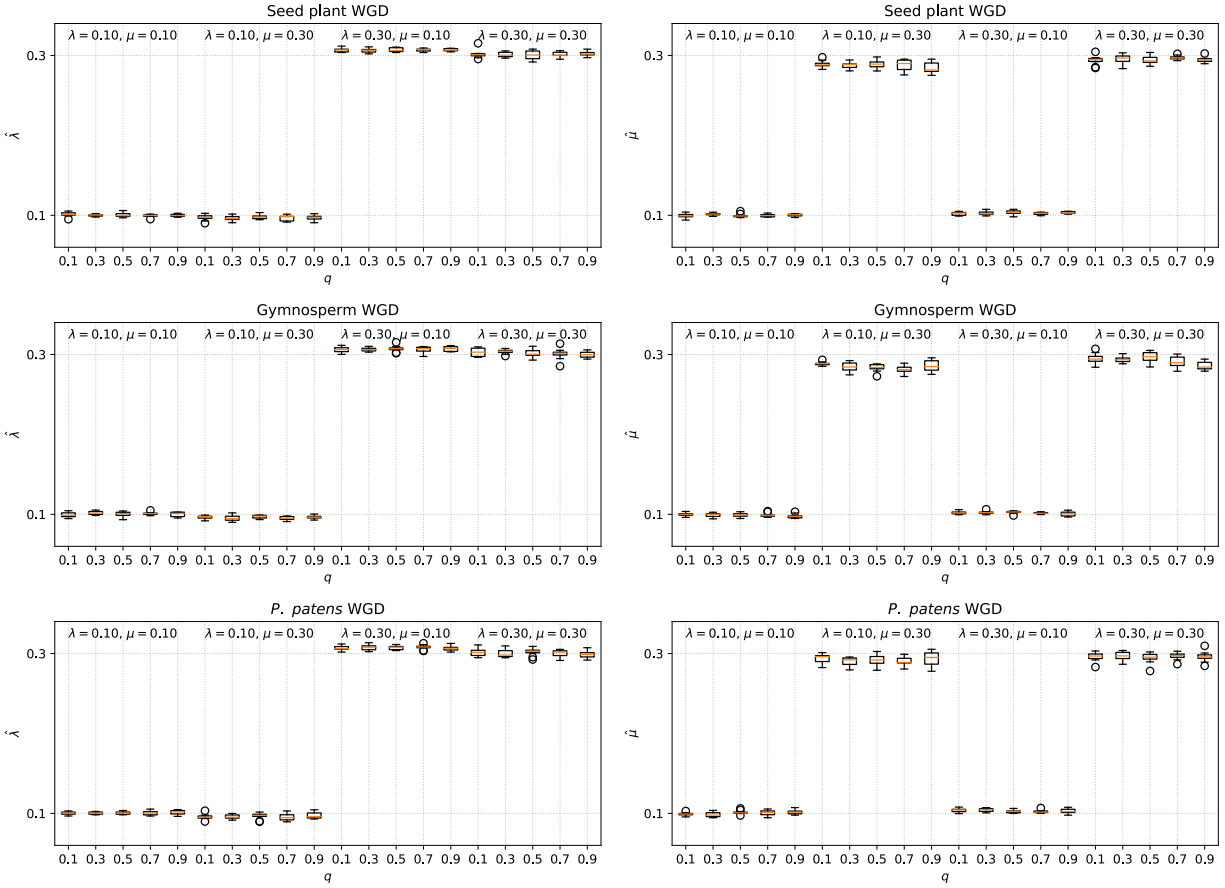 Seed plant WGD
λ = 0.10, μ = 0.10 λ = 0.10, μ = 0.30 λ = 0.30, μ = 0.10 λ = 0.30, μ = 0.30
0.3
λ̂
0.1
0.1 0.3 0.5 0.7 0.9 0.1 0.3 0.5 0.7 0.9 0.1 0.3 0.5 0.7 0.9 0.1 0.3 0.5 0.7 0.9
q
Seed plant WGD
λ = 0.10, μ = 0.10 λ = 0.10, μ = 0.30 λ = 0.30, μ = 0.10 λ = 0.30, μ = 0.30
0.3
μ̂
0.1
0.1 0.3 0.5 0.7 0.9 0.1 0.3 0.5 0.7 0.9 0.1 0.3 0.5 0.7 0.9 0.1 0.3 0.5 0.7 0.9
q
Gymnosperm WGD
λ = 0.10, μ = 0.10 λ = 0.10, μ = 0.30 λ = 0.30, μ = 0.10 λ = 0.30, μ = 0.30
0.3
λ̂
0.1
0.1 0.3 0.5 0.7 0.9 0.1 0.3 0.5 0.7 0.9 0.1 0.3 0.5 0.7 0.9 0.1 0.3 0.5 0.7 0.9
q
Gymnosperm WGD
λ = 0.10, μ = 0.10 λ = 0.10, μ = 0.30 λ = 0.30, μ = 0.10 λ = 0.30, μ = 0.30
0.3
μ̂
0.1
0.1 0.3 0.5 0.7 0.9 0.1 0.3 0.5 0.7 0.9 0.1 0.3 0.5 0.7 0.9 0.1 0.3 0.5 0.7 0.9
q
P. patens WGD
λ = 0.10, μ = 0.10 λ = 0.10, μ = 0.30 λ = 0.30, μ = 0.10 λ = 0.30, μ = 0.30
0.3
λ̂
0.1
0.1 0.3 0.5 0.7 0.9 0.1 0.3 0.5 0.7 0.9 0.1 0.3 0.5 0.7 0.9 0.1 0.3 0.5 0.7 0.9
q
P. patens WGD
λ = 0.10, μ = 0.10 λ = 0.10, μ = 0.30 λ = 0.30, μ = 0.10 λ = 0.30, μ = 0.30
0.3
μ̂
0.1
0.1 0.3 0.5 0.7 0.9 0.1 0.3 0.5 0.7 0.9 0.1 0.3 0.5 0.7 0.9 0.1 0.3 0.5 0.7 0.9
q